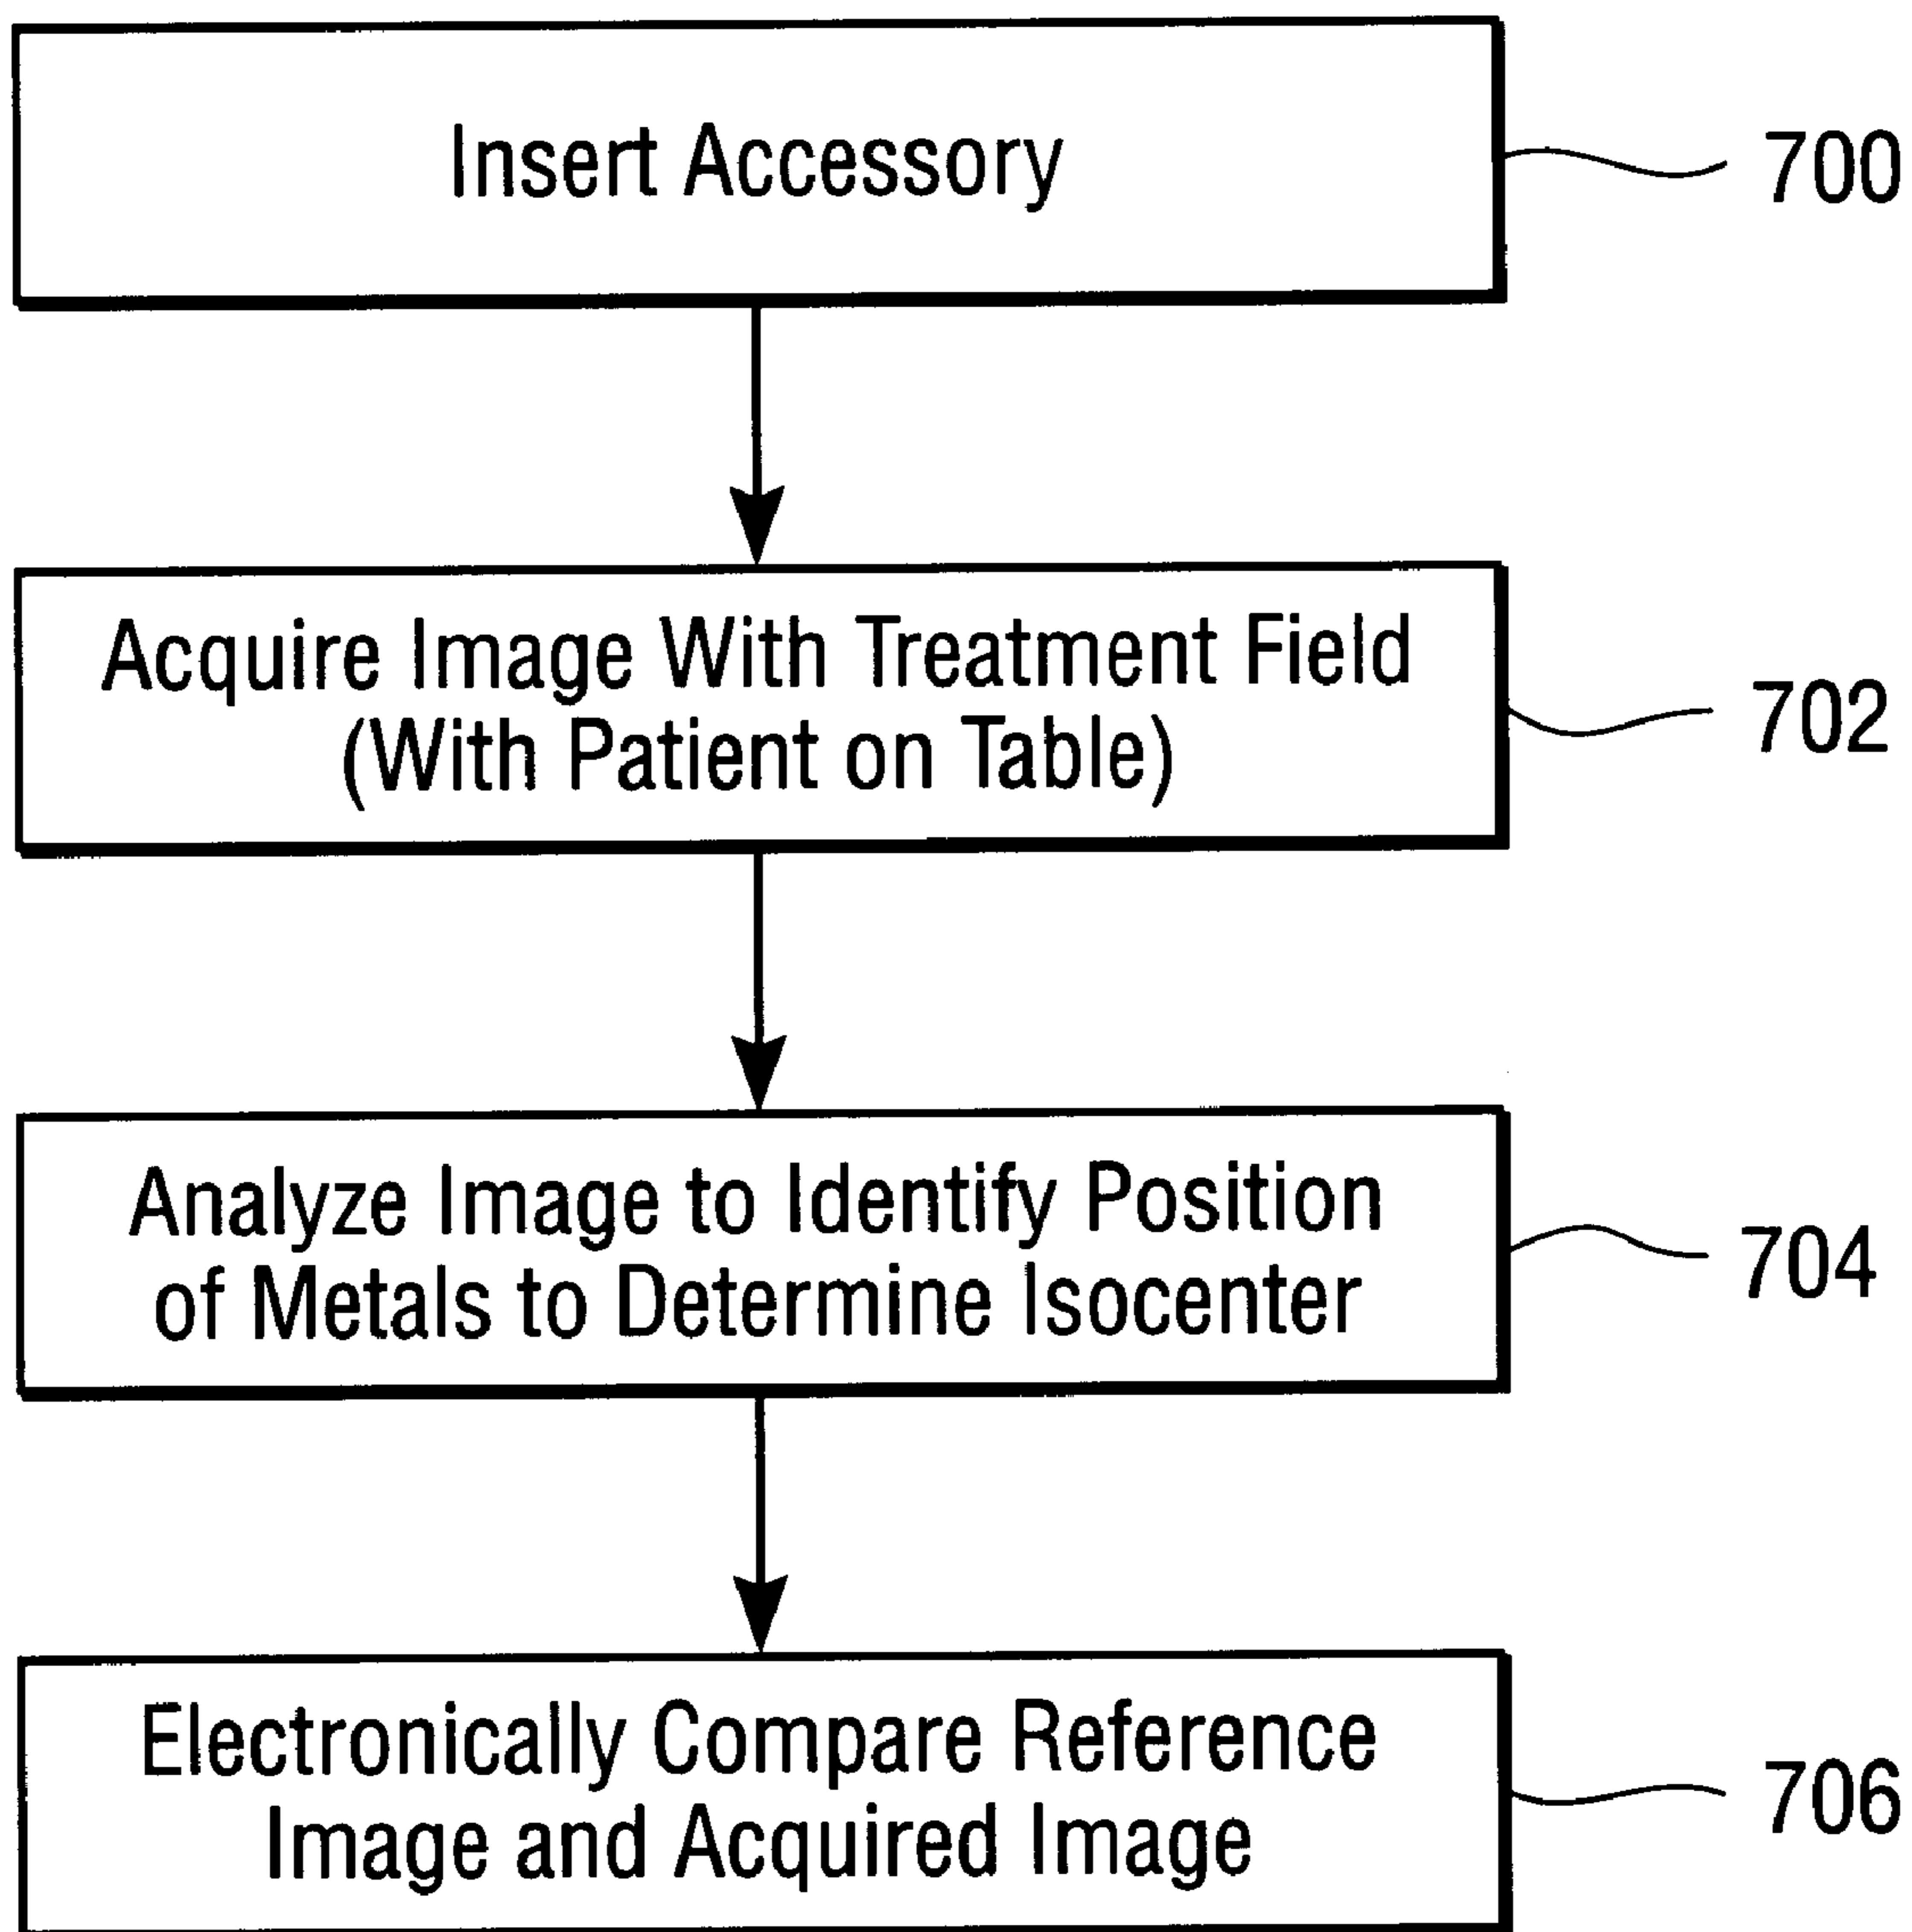 Insert Accessory
700
Acquire Image With Treatment Field
(With Patient on Table)
702
Analyze Image to Identify Position
of Metals to Determine Isocenter
704
Electronically Compare Reference
Image and Acquired Image
706